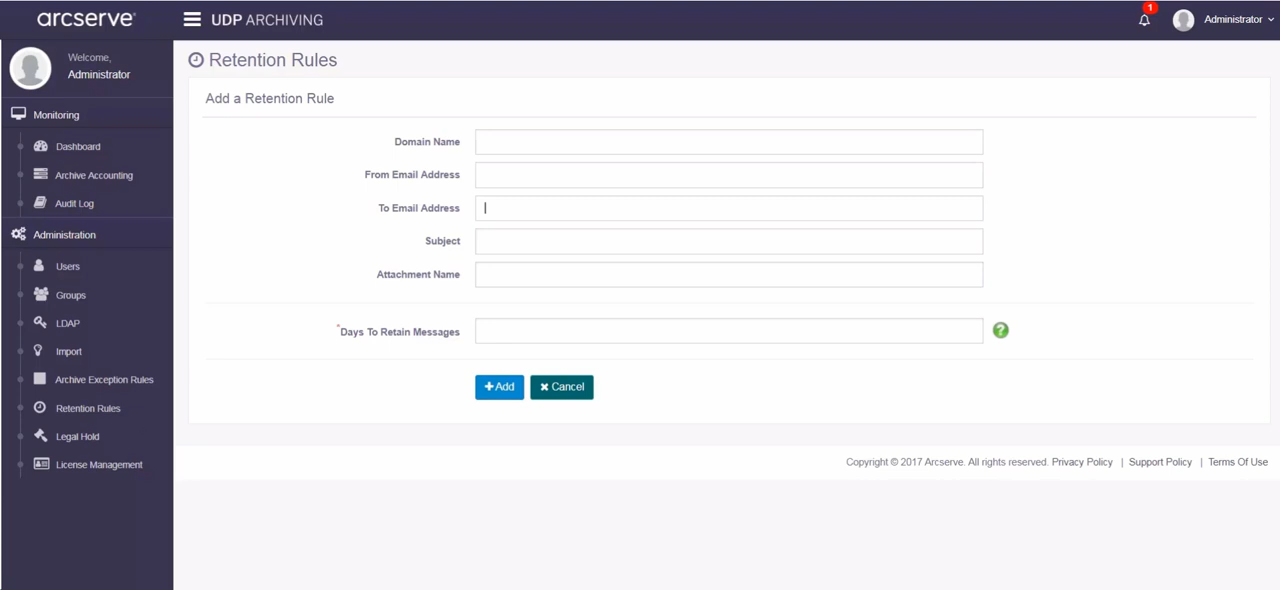 arcserve®
UDP ARCHIVING
1
Administrator
Welcome,
Administrator
Monitoring
Dashboard
Archive Accounting
Audit Log
Administration
Users
Groups
LDAP
Import
Archive Exception Rules
Retention Rules
Legal Hold
License Management
Retention Rules
Add a Retention Rule
Domain Name
From Email Address
To Email Address
Subject
Attachment Name
*Days To Retain Messages
?
+Add
× Cancel
Copyright © 2017 Arcserve. All rights reserved. Privacy Policy | Support Policy | Terms Of Use